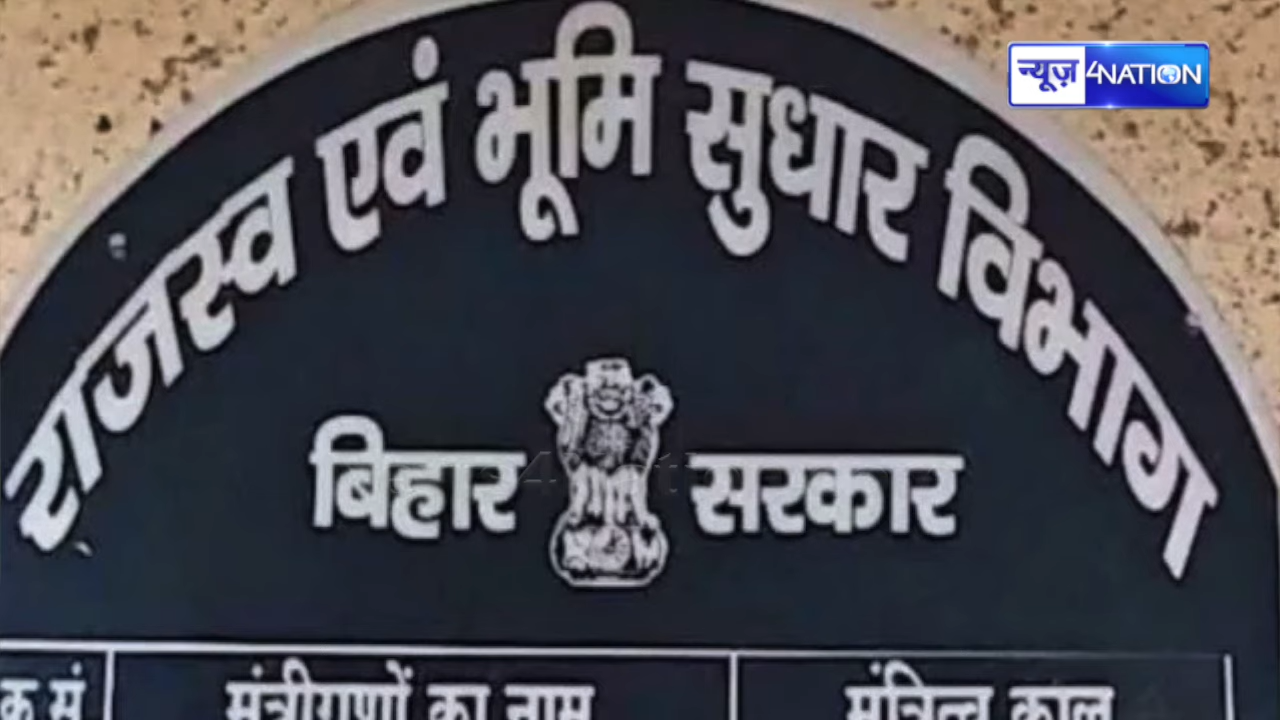 न्यूज़ 4NATION
राजस्व एवं भूमि सुधार विभाग
बिहार सरकार
क सं मंत्रीगणों का नाम मंत्रित्व काल